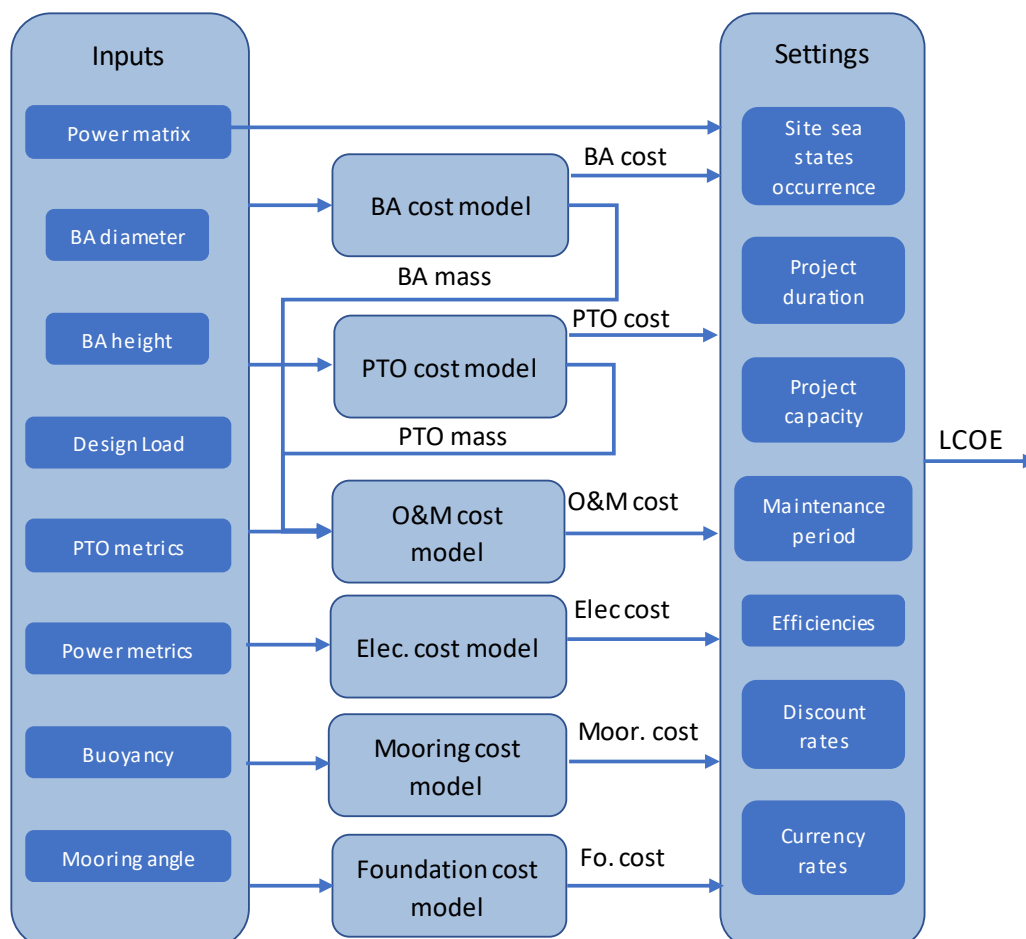 Inputs
Power matrix
BA diameter
BA height
Design Load
PTO metrics
Power metrics
Buoyancy
Mooring angle
BA cost model
BA cost
BA mass
PTO cost model
PTO cost
PTO mass
O&M cost
model
O&M cost
Elec. cost model
Elec cost
Mooring cost
model
Moor. cost
Foundation cost
model
Fo. cost
Settings
Site sea
states
occurrence
Project
duration
Project
capacity
Maintenance
period
Efficiencies
Discount
rates
Currency
rates
LCOE